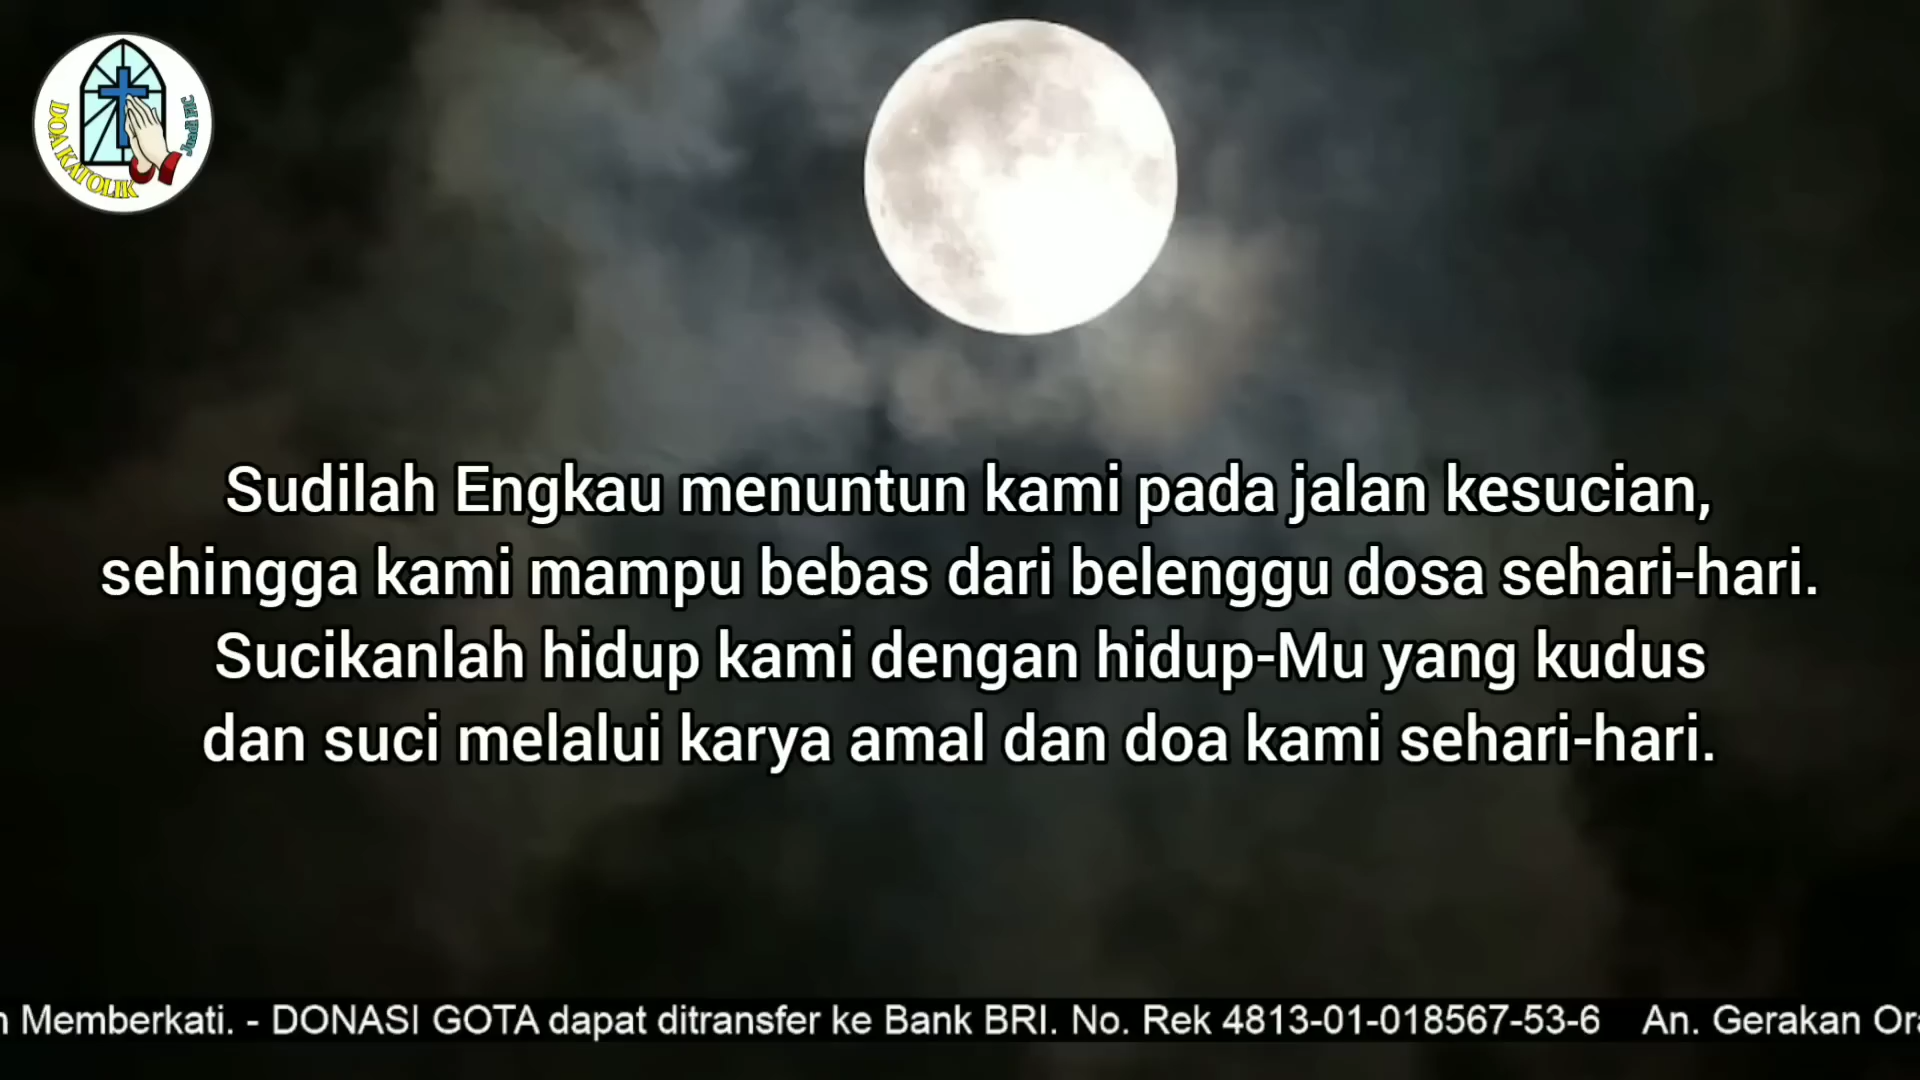 DOA KATOLIK
Sudilah Engkau menuntun kami pada jalan kesucian,
sehingga kami mampu bebas dari belenggu dosa sehari-hari.
Sucikanlah hidup kami dengan hidup-Mu yang kudus
dan suci melalui karya amal dan doa kami sehari-hari.
Memberkati. - DONASI GOTA dapat ditransfer ke Bank BRI. No. Rek 4813-01-018567-53-6 An. Gerakan